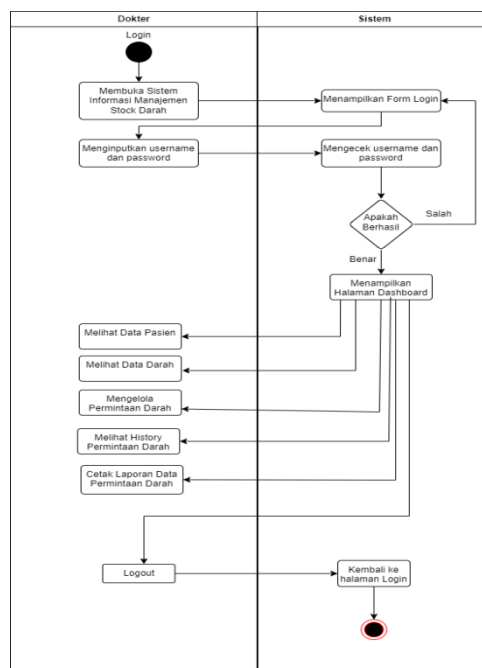 Dokter
Sistem
Login
Membuka Sistem
Informasi Manajemen
Stock Darah
Menampilkan Form Login
Menginputkan username
dan password
Mengecek username dan
password
Apakah
Berhasil
Salah
Benar
Menampilkan
Halaman Dashboard
Melihat Data Pasien
Melihat Data Darah
Mengelola
Permintaan Darah
Melihat History
Permintaan Darah
Cetak Laporan Data
Permintaan Darah
Logout
Kembali ke
halaman Login